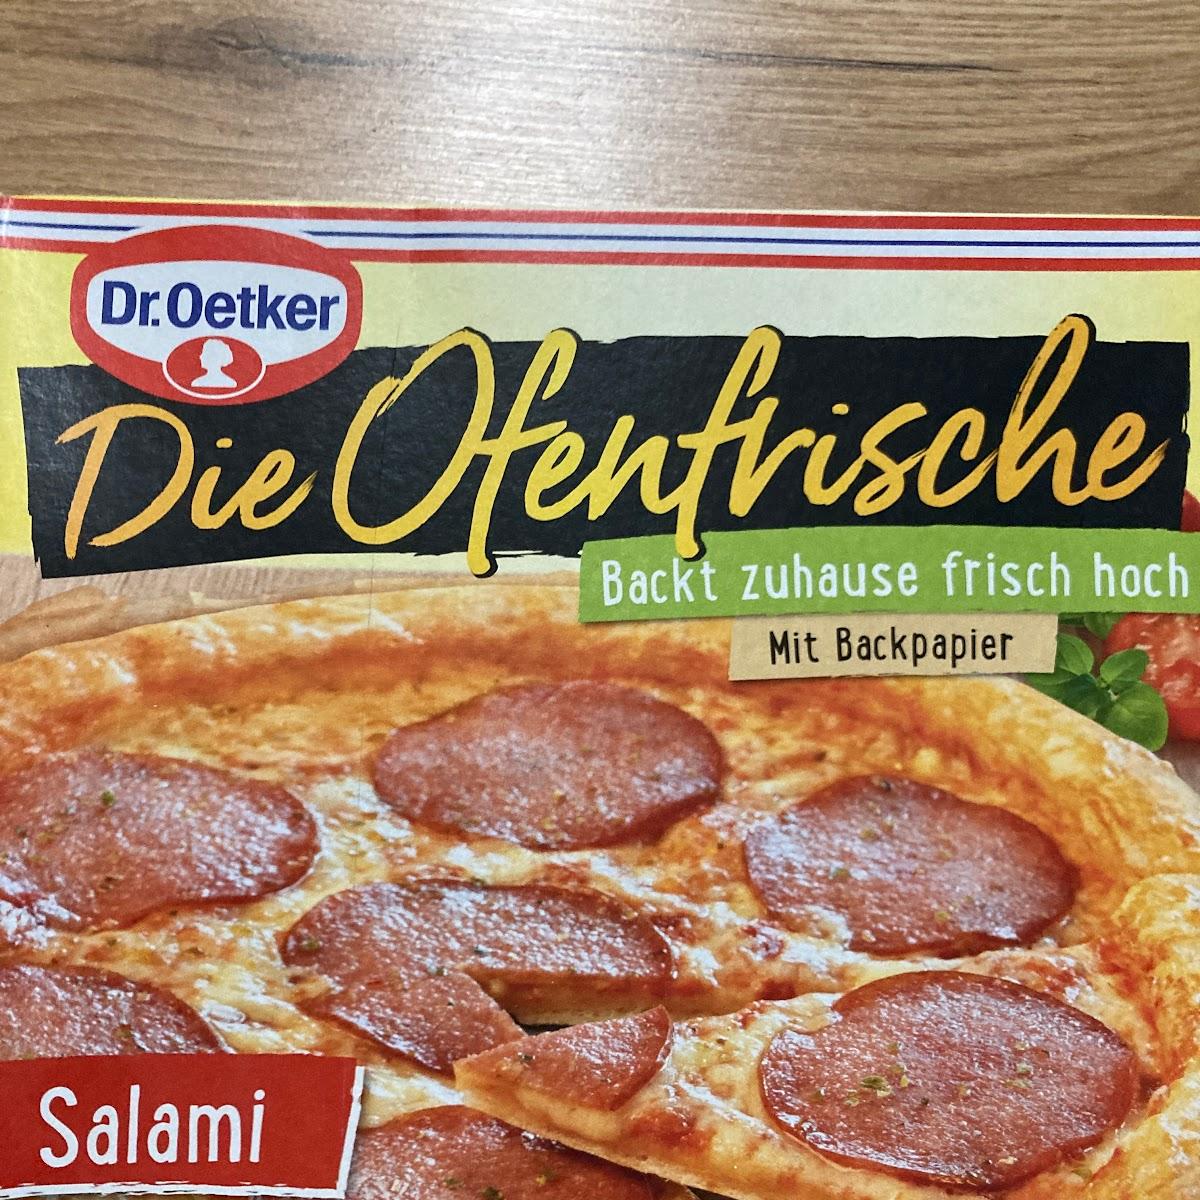 Dr. Oetker
Die Ofenfrische
Backt zuhause frisch hoch
Mit Backpapier
Salami